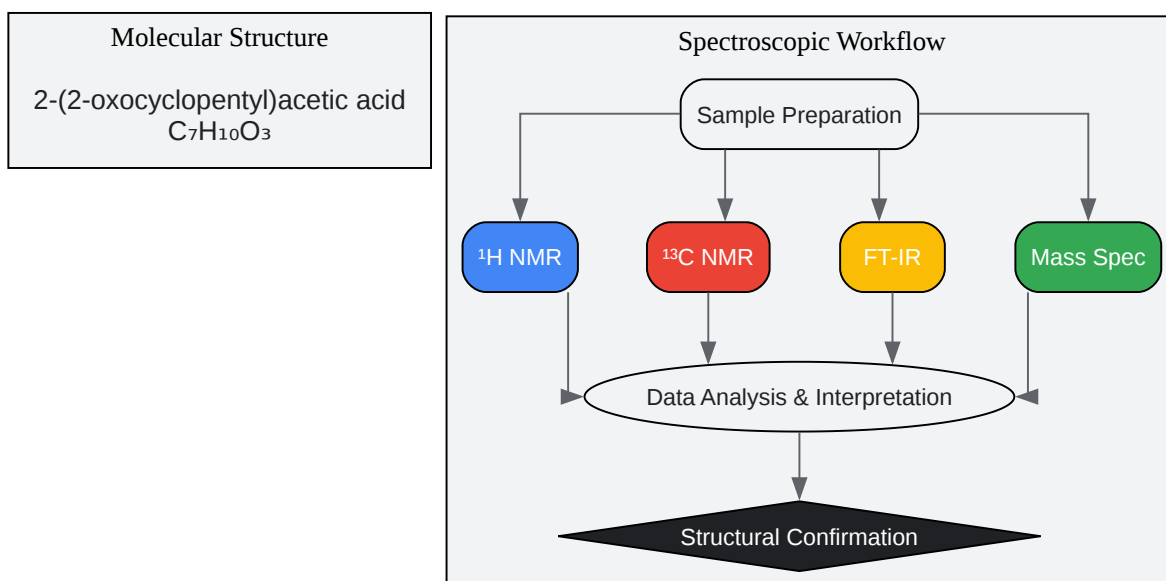 Molecular Structure
2-(2-oxocyclopentyl)acetic acid
C₇H₁₀O₃
Spectroscopic Workflow
Sample Preparation
¹H NMR
¹³C NMR
FT-IR
Mass Spec
Data Analysis & Interpretation
Structural Confirmation